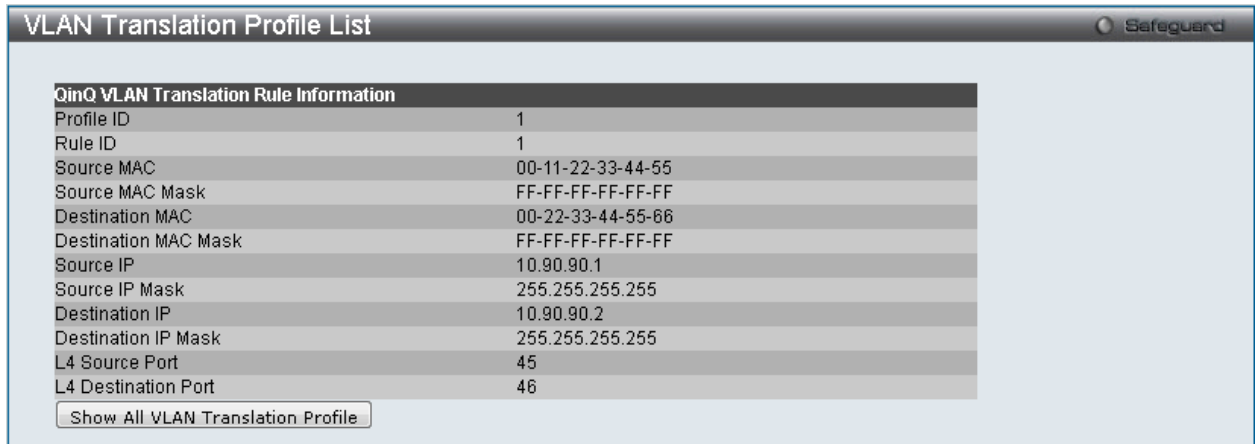 VLAN Translation Profile List
Safeguard
QinQ VLAN Translation Rule Information
Profile ID 1
Rule ID 1
Source MAC 00-11-22-33-44-55
Source MAC Mask FF-FF-FF-FF-FF-FF
Destination MAC 00-22-33-44-55-66
Destination MAC Mask FF-FF-FF-FF-FF-FF
Source IP 10.90.90.1
Source IP Mask 255.255.255.255
Destination IP 10.90.90.2
Destination IP Mask 255.255.255.255
L4 Source Port 45
L4 Destination Port 46
Show All VLAN Translation Profile